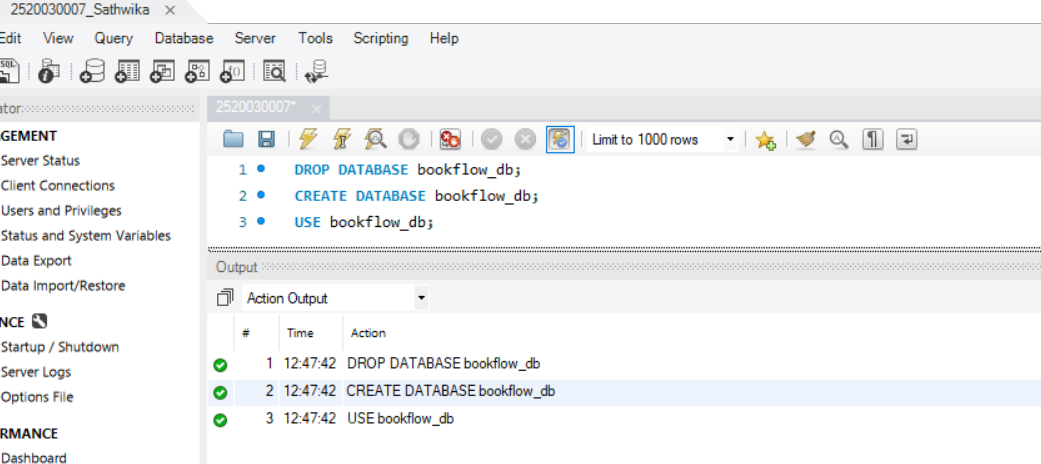 2520030007_Sathwika ×
Edit View Query Database Server Tools Scripting Help
SQL
ator
2520030007* ×
GEMENT
Server Status
Client Connections
Users and Privileges
Status and System Variables
Data Export
Data Import/Restore
NCE
Startup / Shutdown
Server Logs
Options File
RMANCE
Dashboard
Limit to 1000 rows
1 DROP DATABASE bookflow_db;
2 CREATE DATABASE bookflow_db;
3 USE bookflow_db;
Output
Action Output
# Time Action
1 12:47:42 DROP DATABASE bookflow_db
2 12:47:42 CREATE DATABASE bookflow_db
3 12:47:42 USE bookflow_db